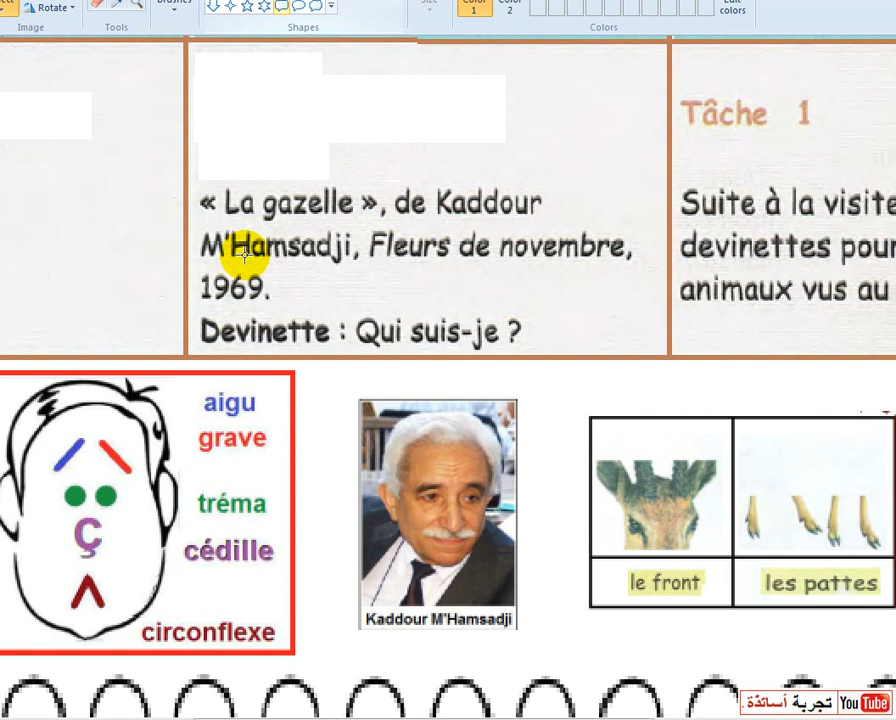 Rotate
Brushes
Size
Color
1
Color
2
Edit
colors
Image
Tools
Shapes
Colors
« La gazelle », de Kaddour
M'Hamsadji, Fleurs de novembre,
1969.
Devinette : Qui suis-je ?
Tâche 1
Suite à la visite
devinettes pour
animaux vus au
aigu
grave
tréma
ç
cédille
circonflexe
Kaddour M'Hamsadji
le front
les pattes
تجربة أساتذة.
YouTube